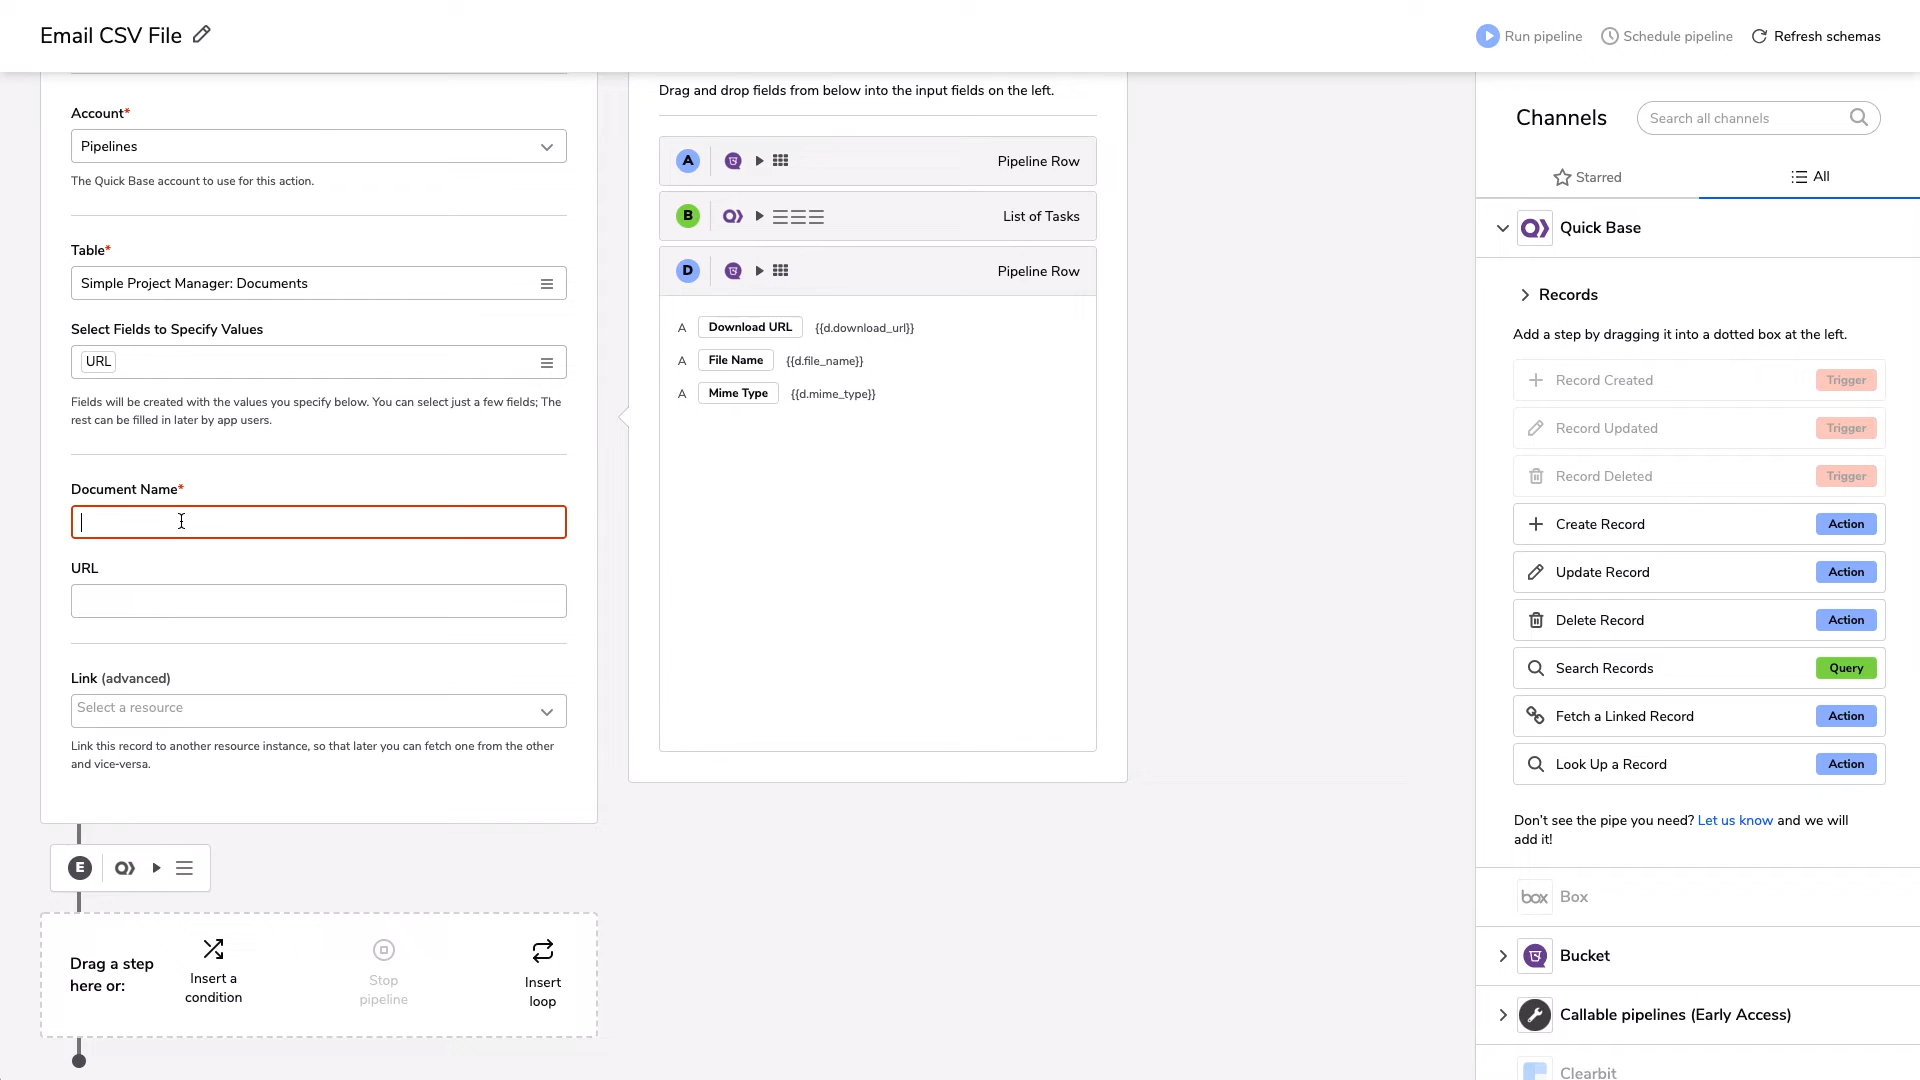 Email CSV File
Run pipeline
Schedule pipeline
Refresh schemas
Account*
Pipelines
The Quick Base account to use for this action.
Table*
Simple Project Manager: Documents
Select Fields to Specify Values
URL
Fields will be created with the values you specify below. You can select just a few fields; The
rest can be filled in later by app users.
Document Name*
URL
Link (advanced)
Select a resource
Link this record to another resource instance, so that later you can fetch one from the other
and vice-versa.
E
Drag a step
here or:
Insert a
condition
Stop
pipeline
Insert
loop
Drag and drop fields from below into the input fields on the left.
A Pipeline Row
B List of Tasks
D Pipeline Row
A Download URL {{d.download_url}}
A File Name {{d.file_name}}
A Mime Type {{d.mime_type}}
Channels
Search all channels
Starred
All
Quick Base
Records
Add a step by dragging it into a dotted box at the left.
Record Created Trigger
Record Updated Trigger
Record Deleted Trigger
Create Record Action
Update Record Action
Delete Record Action
Search Records Query
Fetch a Linked Record Action
Look Up a Record Action
Don't see the pipe you need? Let us know and we will
add it!
box Box
Bucket
Callable pipelines (Early Access)
Clearbit